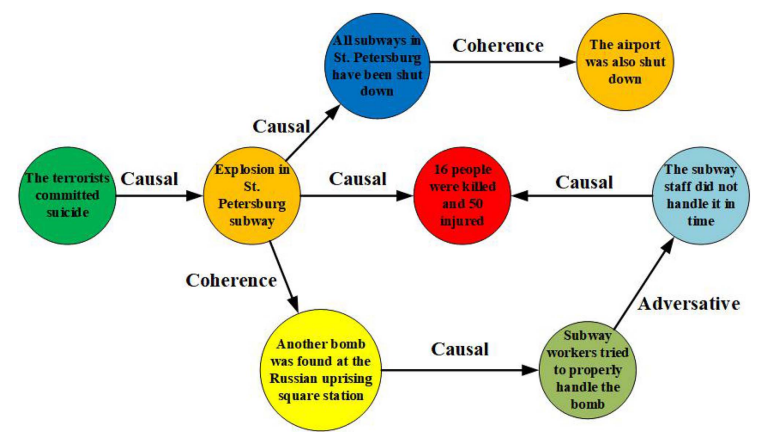 All subways in
St. Petersburg
have been shut
down
Coherence
The airport
was also shut
down
Causal
The terrorists
committed
suicide
Causal
Explosion in
St.
Petersburg
subway
Causal
16 people
were killed
and 50
injured
Causal
The subway
staff did not
handle it in
time
Coherence
Adversative
Another bomb
was found at the
Russian uprising
square station
Causal
Subway
workers tried
to properly
handle the
bomb